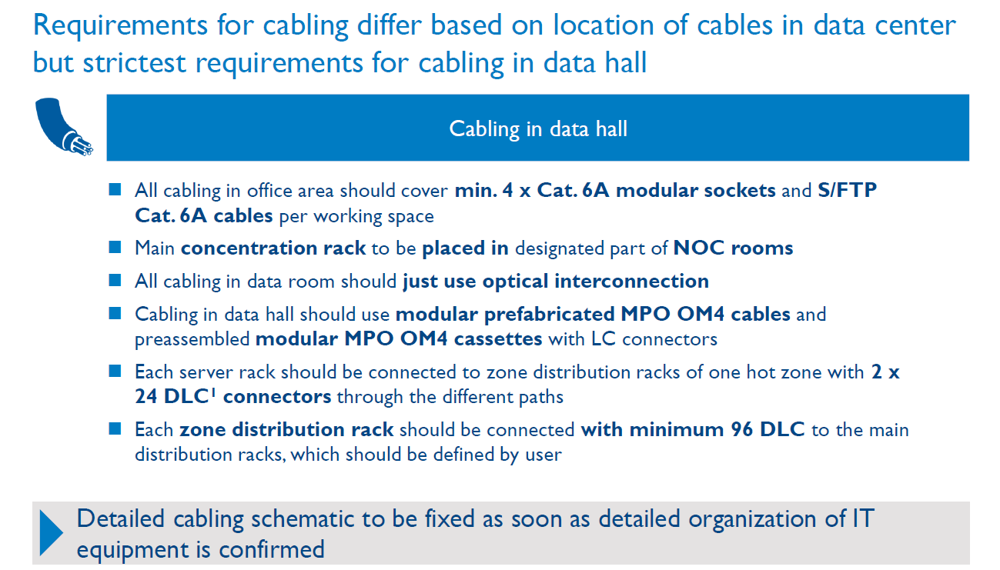 Requirements for cabling differ based on location of cables in data center
but strictest requirements for cabling in data hall
Cabling in data hall
All cabling in office area should cover min. 4 x Cat. 6A modular sockets and S/FTP
Cat. 6A cables per working space
Main concentration rack to be placed in designated part of NOC rooms
All cabling in data room should just use optical interconnection
Cabling in data hall should use modular prefabricated MPO OM4 cables and
preassembled modular MPO OM4 cassettes with LC connectors
Each server rack should be connected to zone distribution racks of one hot zone with 2 x
24 DLC¹ connectors through the different paths
Each zone distribution rack should be connected with minimum 96 DLC to the main
distribution racks, which should be defined by user
Detailed cabling schematic to be fixed as soon as detailed organization of IT
equipment is confirmed